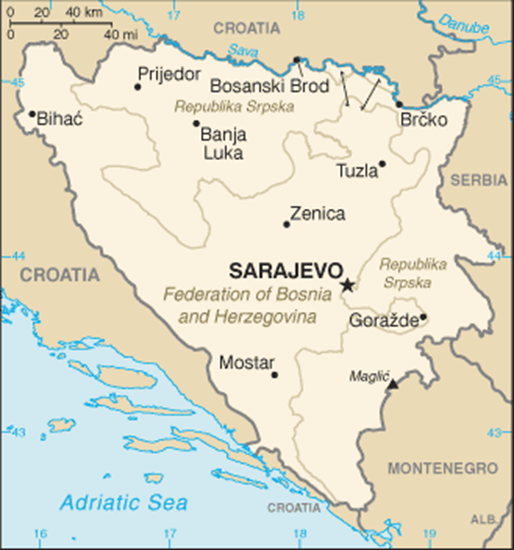 0 20 40 km
0 20 40 mi
17
18
CROATIA
Danube
Sava
45
45
Prijedor
Bosanski Brod
Republika Srpska
Bihać
Banja
Luka
Brčko
Tuzla
SERBIA
Zenica
44
44
CROATIA
SARAJEVO
Republika
Srpska
Federation of Bosnia
and Herzegovina
Goražde
Mostar
Maglić
43
43
MONTENEGRO
Adriatic Sea
CROATIA
ALB.
16
17
18
19